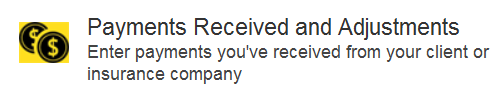 Payments Received and Adjustments
Enter payments you've received from your client or
insurance company